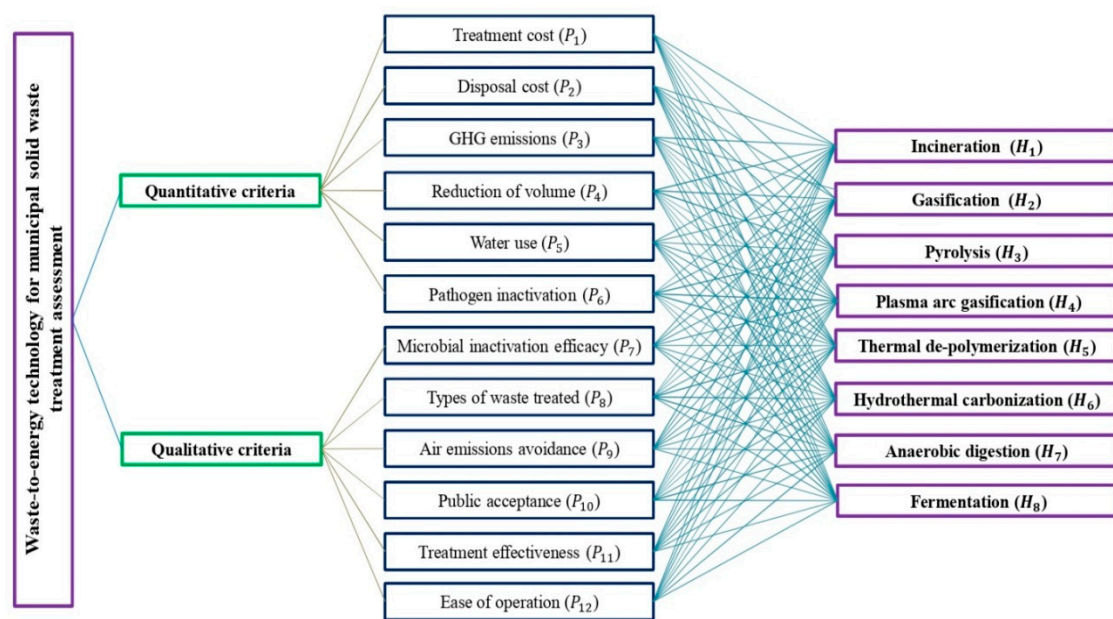 Waste-to-energy technology for municipal solid waste
treatment assessment
Quantitative criteria
Qualitative criteria
Treatment cost (P₁)
Disposal cost (P₂)
GHG emissions (P₃)
Reduction of volume (P₄)
Water use (P₅)
Pathogen inactivation (P₆)
Microbial inactivation efficacy (P₇)
Types of waste treated (P₈)
Air emissions avoidance (P₉)
Public acceptance (P₁₀)
Treatment effectiveness (P₁₁)
Ease of operation (P₁₂)
Incineration (H₁)
Gasification (H₂)
Pyrolysis (H₃)
Plasma arc gasification (H₄)
Thermal de-polymerization (H₅)
Hydrothermal carbonization (H₆)
Anaerobic digestion (H₇)
Fermentation (H₈)